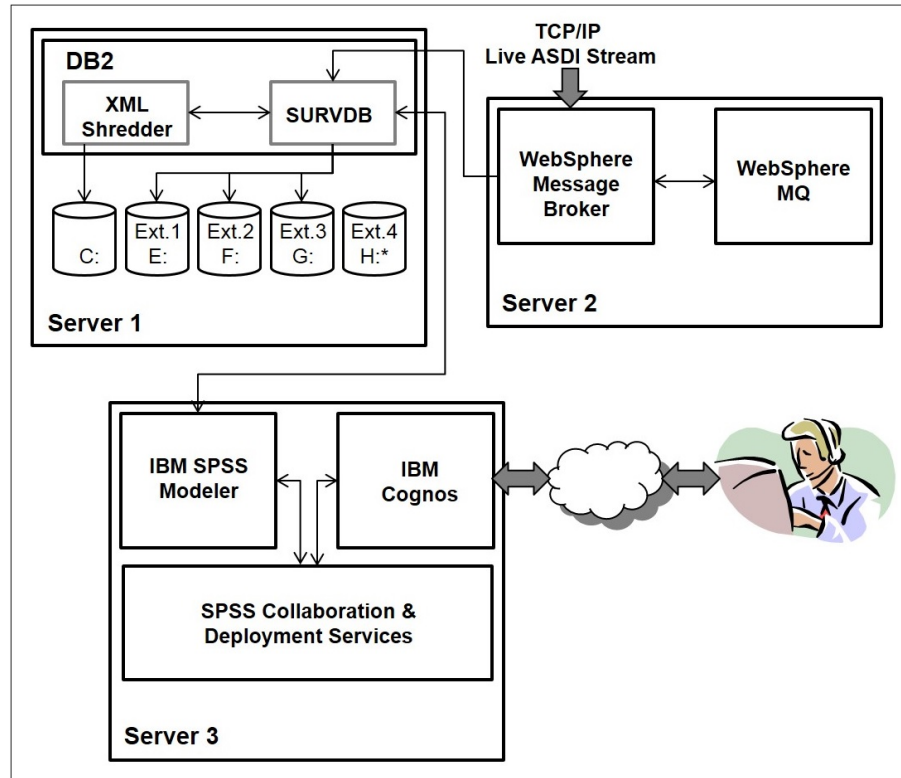 TCP/IP
Live ASDI Stream
DB2
XML
Shredder
SURVDB
C:
Ext.1
E:
Ext.2
F:
Ext.3
G:
Ext.4
H:*
Server 1
WebSphere
Message
Broker
WebSphere
MQ
Server 2
IBM SPSS
Modeler
IBM
Cognos
SPSS Collaboration &
Deployment Services
Server 3